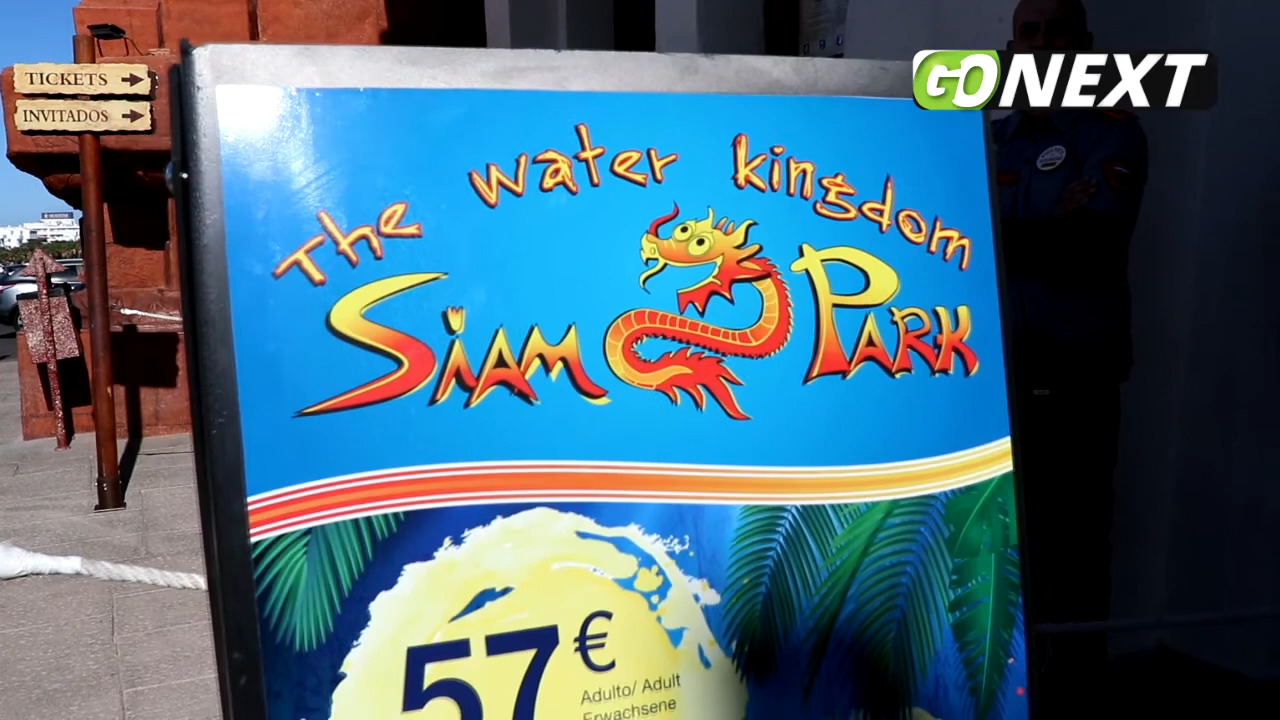 TICKETS
INVITADOS
GONEXT
The water kingdom
SIAM PARK
57€
Adulto/ Adult
Erwachsene